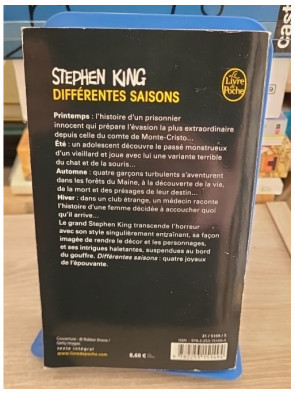 STEPHEN KING
DIFFÉRENTES SAISONS
Le Livre
de Poche
Printemps : l'histoire d'un prisonnier
innocent qui prépare l'évasion la plus extraordinaire
depuis celle du comte de Monte-Cristo...
Été : un adolescent découvre le passé monstrueux
d'un vieillard et joue avec lui une variante terrible
du chat et de la souris...
Automne : quatre garçons turbulents s'aventurent
dans les forêts du Maine, à la découverte de la vie,
de la mort et des présages de leur destin...
Hiver : dans un club étrange, un médecin raconte
l'histoire d'une femme décidée à accoucher quoi
qu'il arrive...
Le grand Stephen King transcende l'horreur
avec son style singulièrement entraînant, sa façon
imagée de rendre le décor et les personnages,
et ses intrigues haletantes, suspendues au bord
du gouffre. Différentes saisons : quatre joyaux
de l'épouvante.
Getty Images
texte intégral
www.livredepoche.com
ISBN :
cast